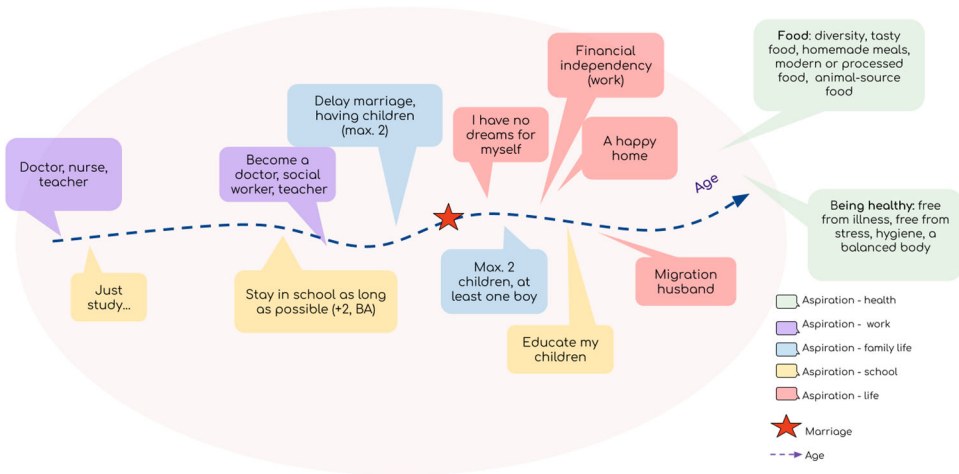 Doctor, nurse,
teacher
Just
study...
Become a
doctor, social
worker, teacher
Stay in school as long
as possible (+2, BA)
Delay marriage,
having children
(max. 2)
I have no
dreams for
myself
Max. 2
children, at
least one boy
Financial
independency
(work)
A happy
home
Educate my
children
Migration
husband
Age
Food: diversity, tasty
food, homemade meals,
modern or processed
food, animal-source
food
Being healthy: free
from illness, free from
stress, hygiene, a
balanced body
Aspiration - health
Aspiration - work
Aspiration - family life
Aspiration - school
Aspiration - life
Marriage
Age